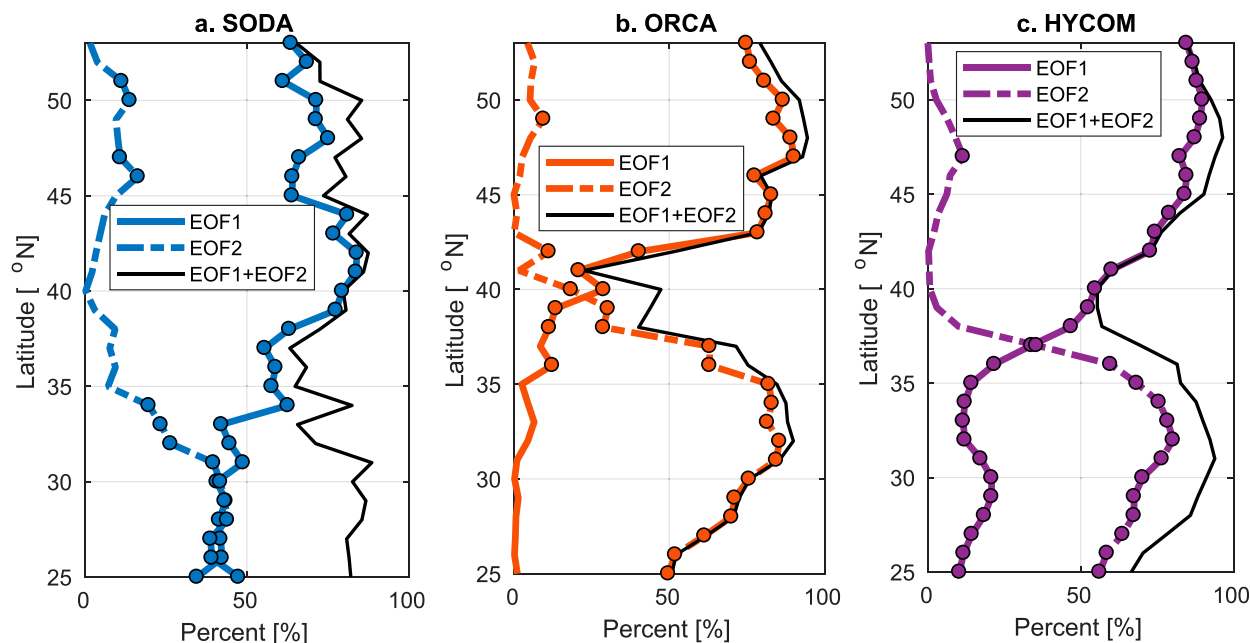 a. SODA
b. ORCA
c. HYCOM
Latitude [ °N]
50
45
40
35
30
25
EOF1
EOF2
EOF1+EOF2
0
50
100
Percent [%]
Latitude [ °N]
50
45
40
35
30
25
EOF1
EOF2
EOF1+EOF2
0
50
100
Percent [%]
Latitude [ °N]
50
45
40
35
30
25
EOF1
EOF2
EOF1+EOF2
0
50
100
Percent [%]